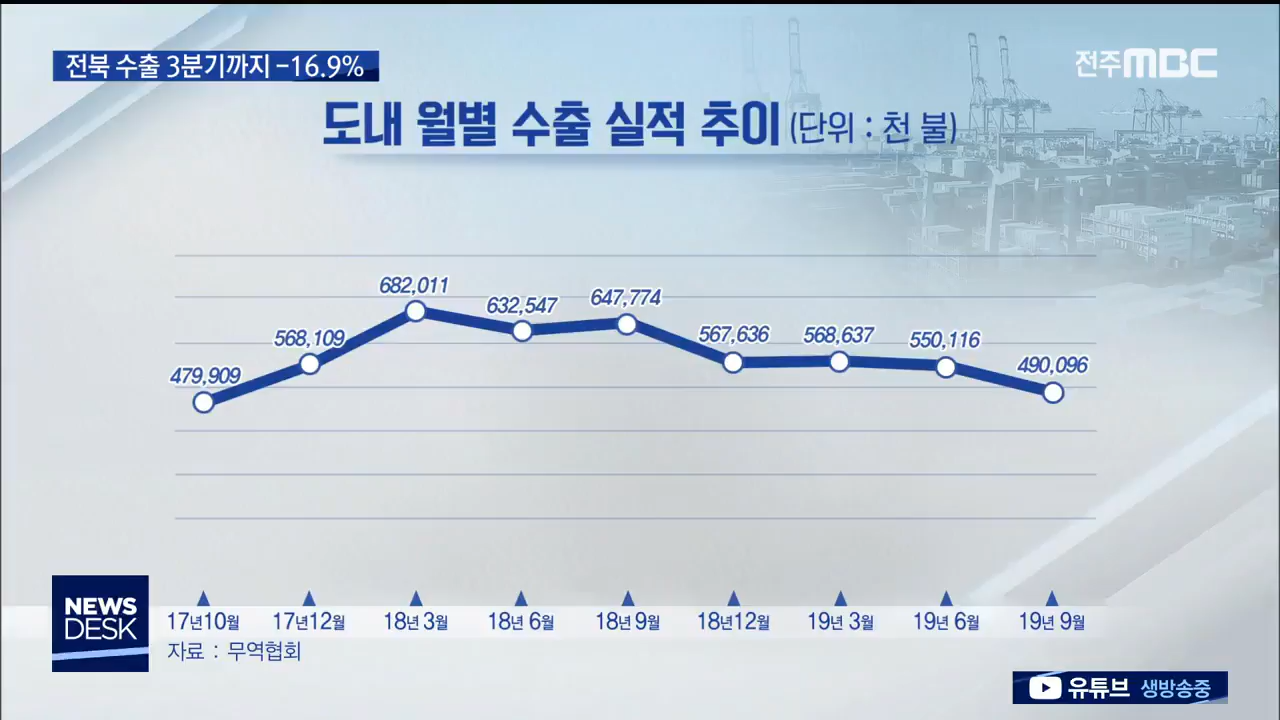 전북 수출 3분기까지 -16.9%
전주MBC
도내 월별 수출 실적 추이 (단위 : 천 불)
479,909
568,109
682,011
632,547
647,774
567,636
568,637
550,116
490,096
17년10월 17년12월 18년 3월 18년 6월 18년 9월 18년12월 19년 3월 19년 6월 19년 9월
자료 : 무역협회
NEWS
DESK
유튜브 생방송중